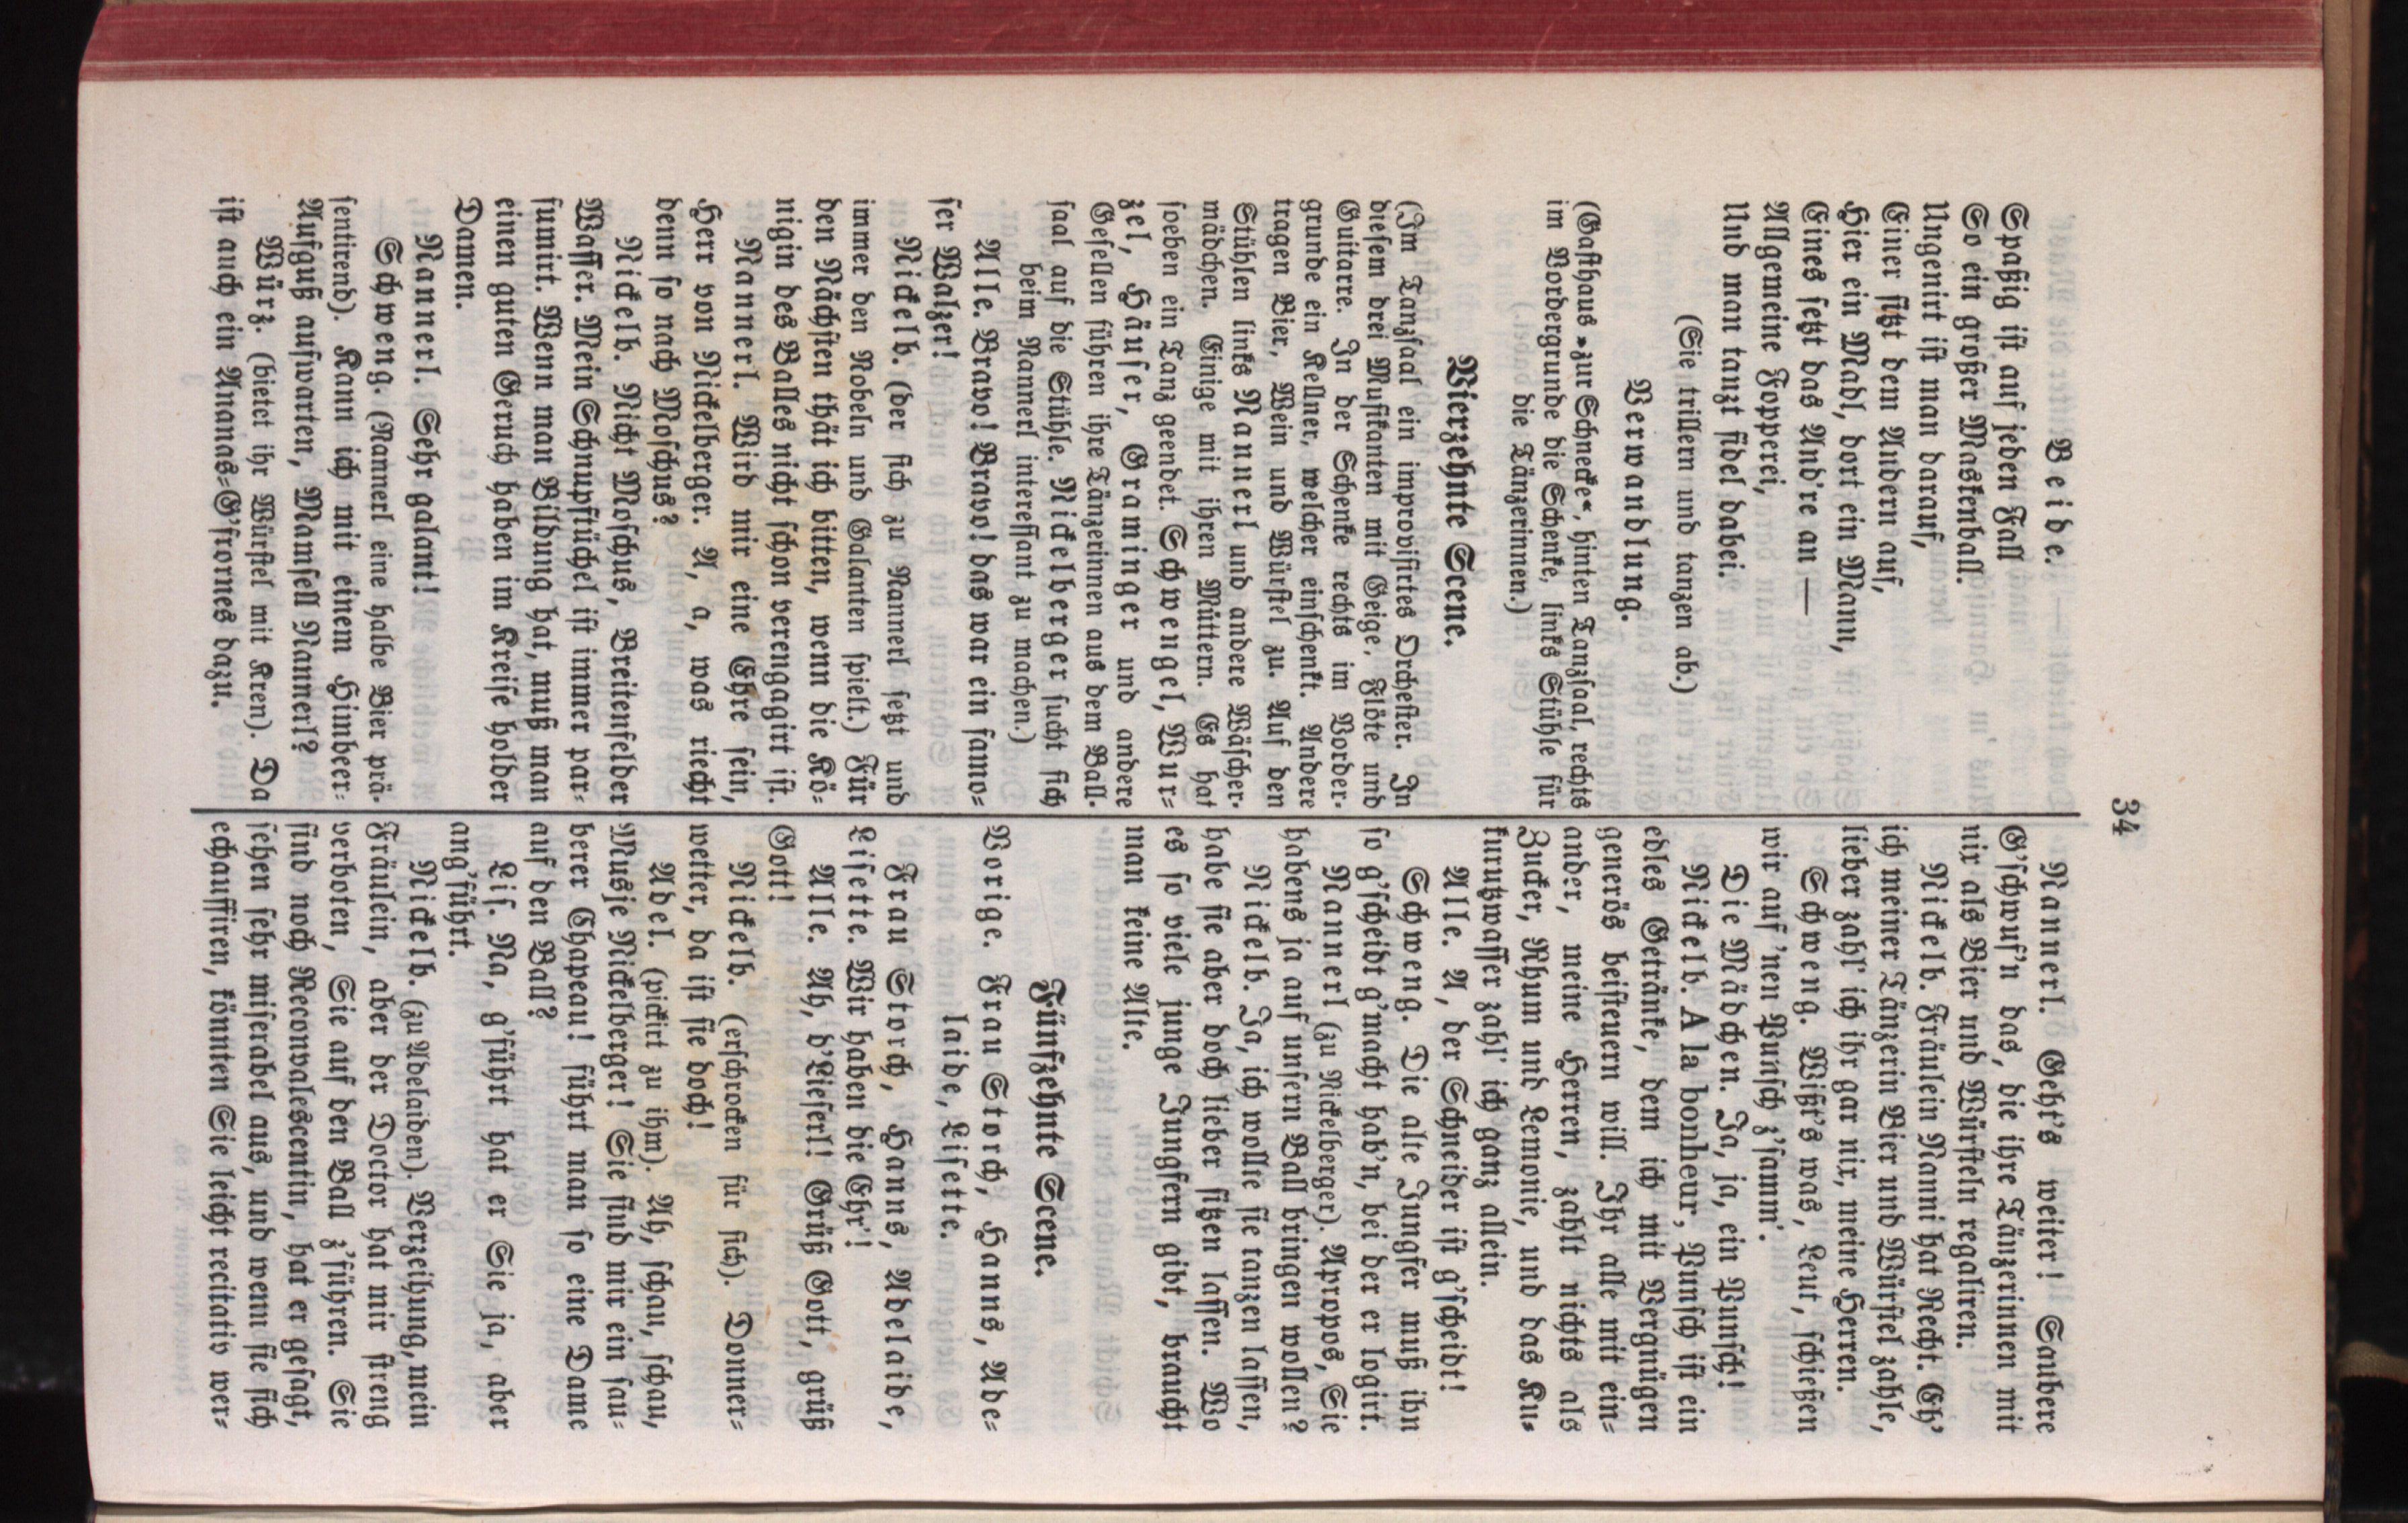 34
Beide.
Spaßig ist auf jeden Fall
So ein großer Maskenball.
Ungenirt ist man darauf,
Einer sitzt dem Andern auf,
Hier ein Madl, dort ein Mann,
Eines setzt das And're an —
Allgemeine Fopperei,
Und man tanzt fidel dabei.
(Sie trillern und tanzen ab.)
Verwandlung.
(Gasthaus »zur Schnecke«, hinten Tanzsaal, rechts
im Vordergrunde die Schenke, links Stühle für
die Tänzerinnen.)
Vierzehnte Scene.
(Im Tanzsaal ein improvisirtes Orchester. In
diesem drei Musikanten mit Geige, Flöte und
Guitarre. In der Schenke rechts im Vorder-
grunde ein Kellner, welcher einschenkt. Andere
tragen Bier, Wein und Würstel zu. Auf den
Stühlen links Nannerl und andere Wäscher-
mädchen. Einige mit ihren Müttern. Es hat
soeben ein Tanz geendet. Schwengel, Wur-
zel, Häuser, Graminger und andere
Gesellen führen ihre Tänzerinnen aus dem Ball-
saal auf die Stühle. Nickelberger sucht sich
beim Nannerl interessant zu machen.)
Alle. Bravo! Bravo! das war ein famo-
ser Walzer!
Nickelb. (der sich zu Nannerl setzt und
immer den Nobeln und Galanten spielt.) Für
den Nächsten thät ich bitten, wenn die Kö-
nigin des Balles nicht schon verengagirt ist.
Nannerl. Wird mir eine Ehre sein,
Herr von Nickelberger. A, a, was riecht
denn so nach Moschus?
Nickelb. Nicht Moschus, Breitenfelder
Wasser. Mein Schnupftüchel ist immer par-
fumirt. Wenn man Bildung hat, muß man
einen guten Geruch haben im Kreise holder
Damen.
Nannerl. Sehr galant!
Schweng. (Nannerl eine halbe Bier prä-
sentirend). Kann ich mit einem Himbeer-
Aufguß aufwarten, Mamsell Nannerl?
Würz. (bietet ihr Würstel mit Kren). Da
ist auch ein Ananas-G'frornes dazu.
Nannerl. Geht's weiter! Saubere
G'schwuf'n das, die ihre Tänzerinnen mit
nix als Bier und Würsteln regaliren.
Nickelb. Fräulein Nanni hat Recht. Eh'
ich meiner Tänzerin Bier und Würstel zahle,
lieber zahl' ich ihr gar nix, meine Herren.
Schweng. Wißt's was, Leut, schießen
wir auf 'nen Punsch z'samm'.
Die Mädchen. Ja, ja, ein Punsch!
Nickelb. A la bonheur, Punsch ist ein
edles Getränke, dem ich mit Vergnügen
generös beisteuern will. Ihr alle mit ein-
ander, meine Herren, zahlt nichts als
Zucker, Rhum und Lemonie, und das Ku-
kurutzwasser zahl' ich ganz allein.
Alle. A, der Schneider ist g'scheidt!
Schweng. Die alte Jungfer muß ihn
so g'scheidt g'macht hab'n, bei der er logirt.
Nannerl (zu Nickelberger). Apropos, Sie
habens ja auf unsern Ball bringen wollen?
Nickelb. Ja, ich wollte sie tanzen lassen,
habe sie aber doch lieber sitzen lassen. Wo
es so viele junge Jungfern gibt, braucht
man keine Alte.
Fünfzehnte Scene.
Vorige. Frau Storch, Hanns, Ade-
laide, Lisette.
Frau Storch, Hanns, Adelaide,
Lisette. Wir haben die Ehr'!
Alle. Ah, d'Lieserl! Grüß Gott, grüß
Gott!
Nickelb. (erschrocken für sich). Donner-
wetter, da ist sie doch!
Adel. (pickirt zu ihm). Ah, schau, schau,
Musje Nickelberger! Sie sind mir ein sau-
berer Chapeau! führt man so eine Dame
auf den Ball?
Lis. Na, g'führt hat er Sie ja, aber
ang'führt.
Nickelb. (zu Adelaiden). Verzeihung, mein
Fräulein, aber der Doctor hat mir streng
verboten, Sie auf den Ball z'führen. Sie
sind noch Reconvalescentin, hat er gesagt,
sehen sehr miserabel aus, und wenn sie sich
echauffiren, könnten Sie leicht recitativ wer-